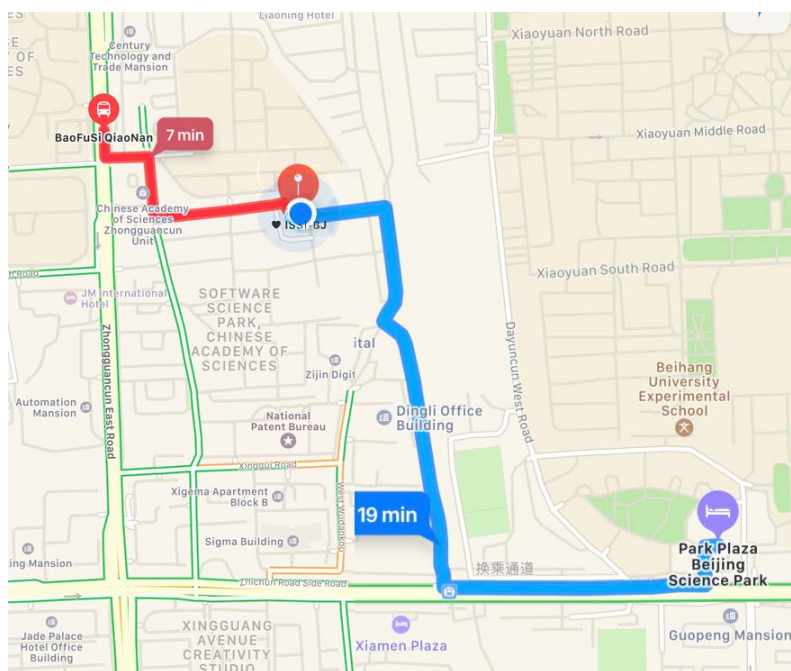 Liaoning Hotel
Century
Technology and
Trade Mansion
Xiaoyuan North Road
BaoFuSi QiaoNan
7 min
Xiaoyuan Middle Road
Chinese Academy
of Sciences
Zhongguancun
Unit
Xiaoyuan South Road
JM International
Hotel
SOFTWARE
SCIENCE
PARK,
CHINESE
ACADEMY OF
SCIENCES
ital
Zijin Digit
Dayuncun West Road
Zhongguancun East Road
Beihang
University
Experimental
School
Automation
Mansion
National
Patent Bureau
Dingli Office
Building
Xinggui Road
West Wudaokou
Xigema Apartment
Block B
19 min
Sigma Building
Park Plaza
Beijing
Science Park
换乘通道
ing Mansion
Zhichun Road Side Road
Jade Palace
Hotel Office
Building
XINGGUANG
AVENUE
CREATIVITY
STUDIO
Xiamen Plaza
Guopeng Mansion